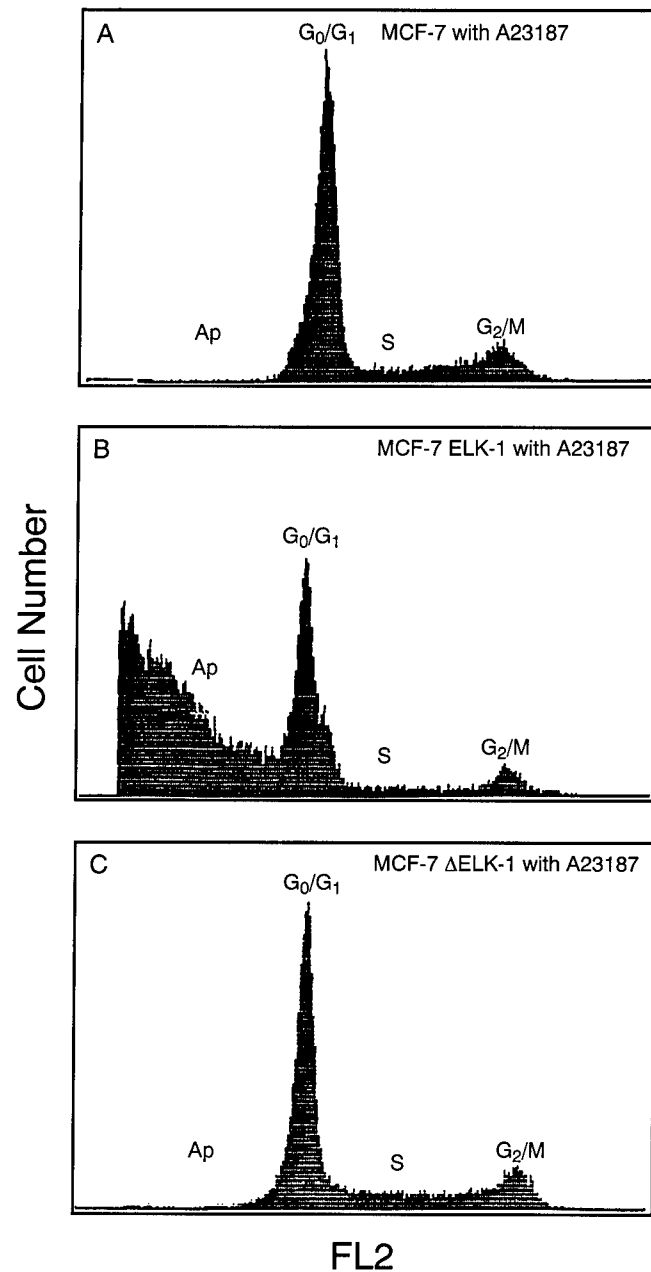 A
G₀/G₁ MCF-7 with A23187
Ap
S
G₂/M
B
MCF-7 ELK-1 with A23187
G₀/G₁
Ap
S
G₂/M
C
MCF-7 ΔELK-1 with A23187
G₀/G₁
Ap
S
G₂/M
Cell Number
FL2